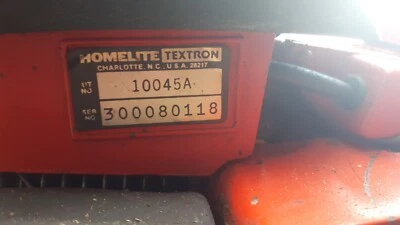 HOMELITE TEXTRON
CHARLOTTE, N.C., U.S.A. 28217
UT NO 10045A
SER NO 300080118